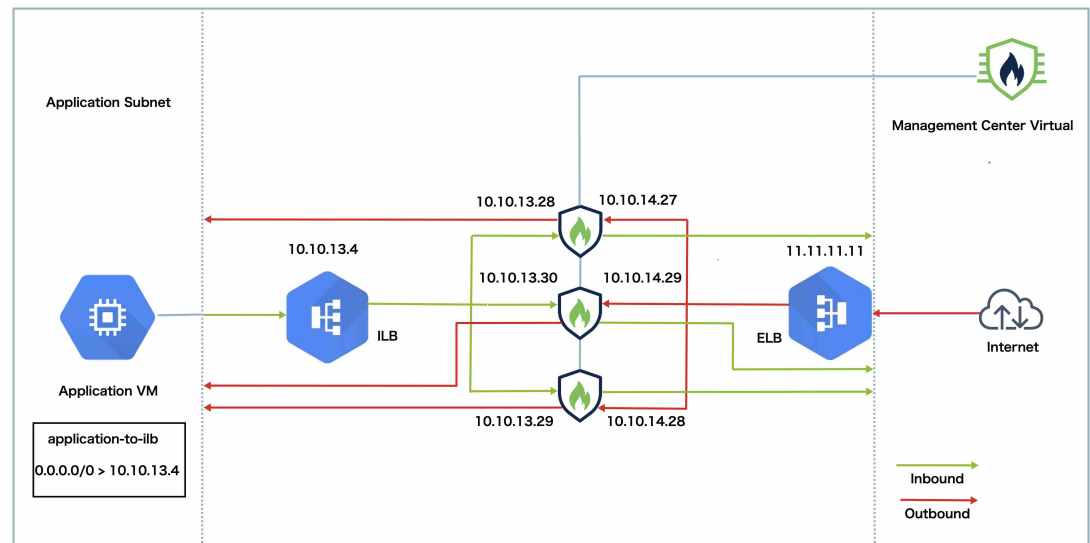 Application Subnet
Management Center Virtual
10.10.13.28
10.10.14.27
10.10.13.4
11.11.11.11
10.10.13.30
10.10.14.29
ILB
ELB
Internet
Application VM
10.10.13.29
10.10.14.28
application-to-ilb
0.0.0.0/0 > 10.10.13.4
Inbound
Outbound